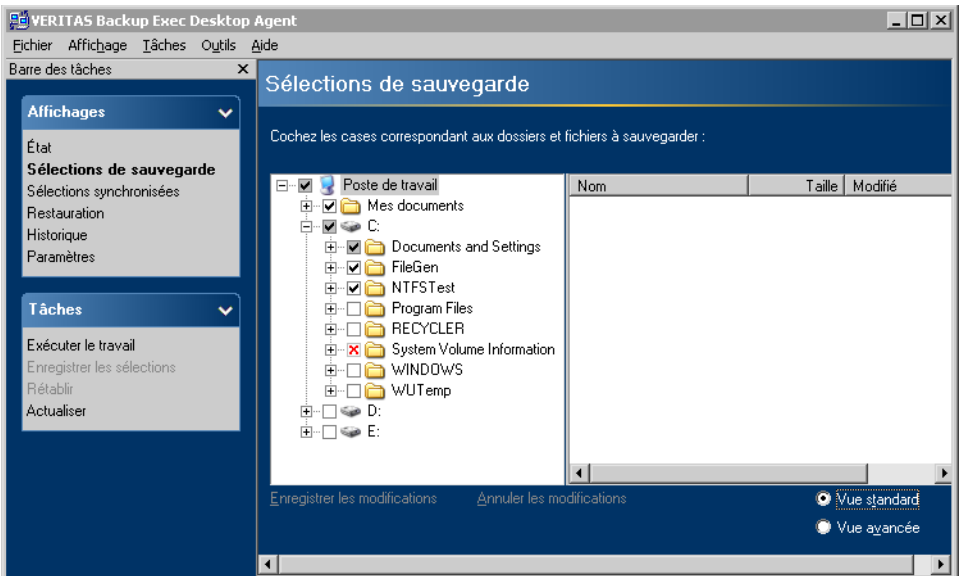 VERITAS Backup Exec Desktop Agent
Fichier Affichage Tâches Outils Aide
Barre des tâches
Affichages
État
Sélections de sauvegarde
Sélections synchronisées
Restauration
Historique
Paramètres
Tâches
Exécuter le travail
Enregistrer les sélections
Rétablir
Actualiser
Sélections de sauvegarde
Cochez les cases correspondant aux dossiers et fichiers à sauvegarder :
Poste de travail
Mes documents
C:
Documents and Settings
FileGen
NTFSTest
Program Files
RECYCLER
System Volume Information
WINDOWS
WUTemp
D:
E:
Nom Taille Modifié
Enregistrer les modifications Annuler les modifications
Vue standard
Vue avancée